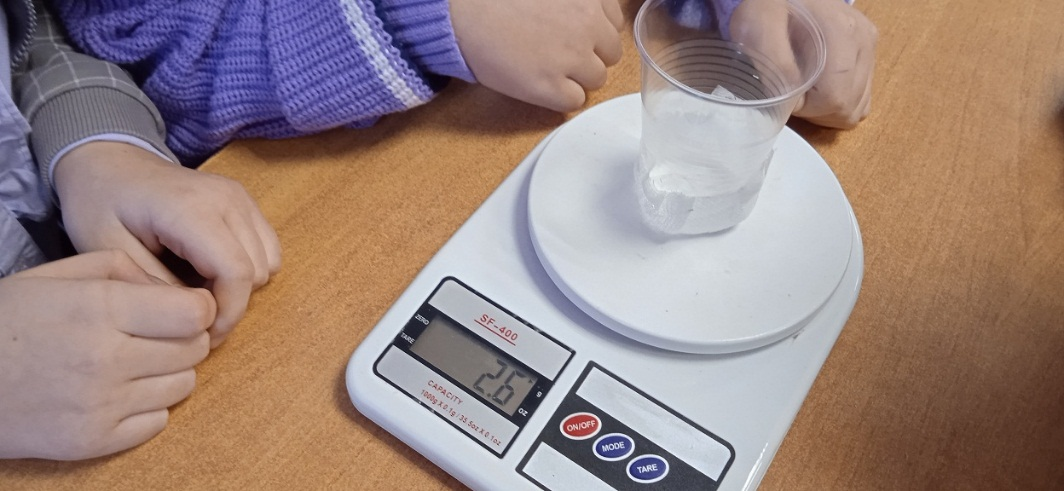 SF-400
ZERO
TARE
2.6
g
oz
CAPACITY
1000g X 0.1g / 35.5oz X 0.1oz
ON/OFF
MODE
TARE